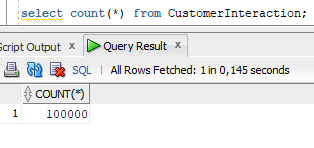 select count(*) from CustomerInteraction;
Script Output x Query Result x
SQL | All Rows Fetched: 1 in 0,145 seconds
COUNT(*)
1 100000